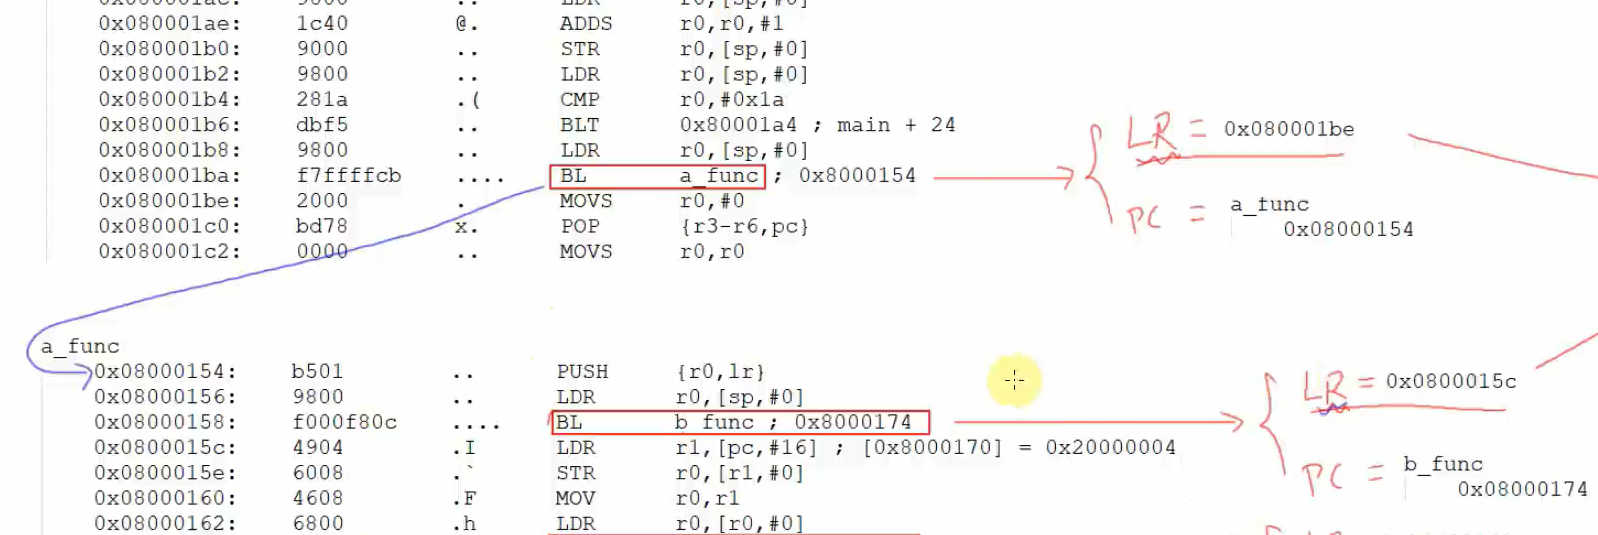 0x080001ae: 1c40 @. ADDS r0,r0,#1
0x080001b0: 9000 .. STR r0,[sp,#0]
0x080001b2: 9800 .. LDR r0,[sp,#0]
0x080001b4: 281a .( CMP r0,#0x1a
0x080001b6: dbf5 .. BLT 0x80001a4 ; main + 24
0x080001b8: 9800 .. LDR r0,[sp,#0]
0x080001ba: f7ffffcb .... BL a_func ; 0x8000154
0x080001be: 2000 . MOVS r0,#0
0x080001c0: bd78 x. POP {r3-r6,pc}
0x080001c2: 0000 .. MOVS r0,r0
LR = 0x080001be
PC = a_func
0x08000154
a_func
0x08000154: b501 .. PUSH {r0,lr}
0x08000156: 9800 .. LDR r0,[sp,#0]
0x08000158: f000f80c .... BL b_func ; 0x8000174
0x0800015c: 4904 .I LDR r1,[pc,#16] ; [0x8000170] = 0x20000004
0x0800015e: 6008 .` STR r0,[r1,#0]
0x08000160: 4608 .F MOV r0,r1
0x08000162: 6800 .h LDR r0,[r0,#0]
LR = 0x0800015c
PC = b_func
0x08000174